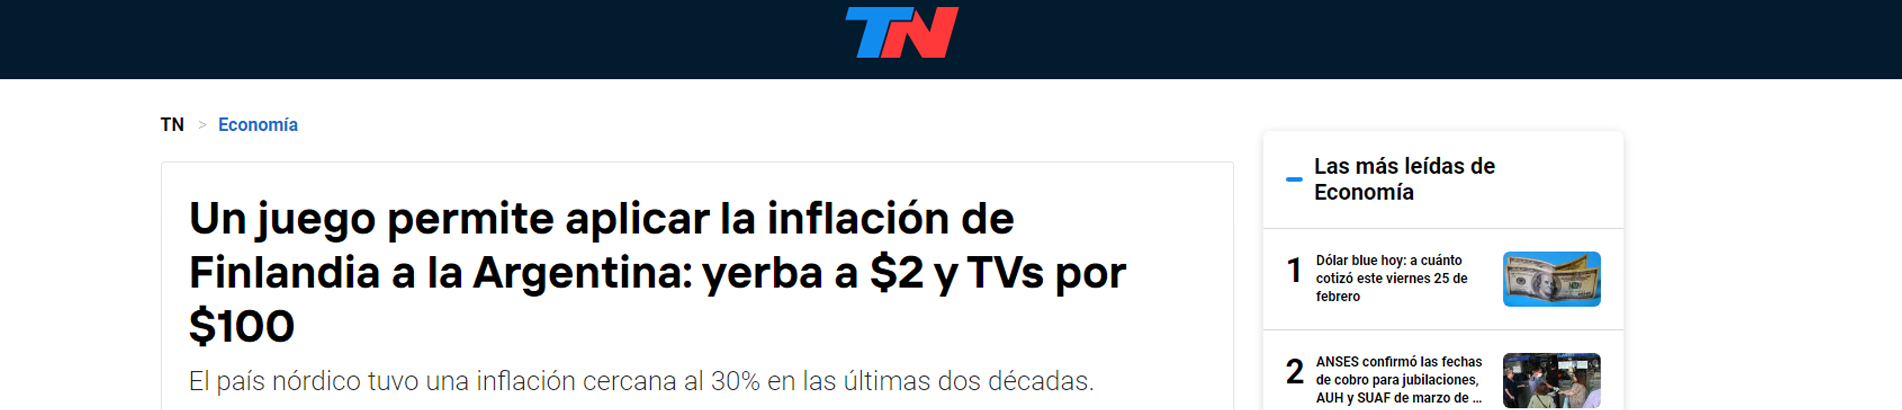 TN
TN > Economía
Un juego permite aplicar la inflación de
Finlandia a la Argentina: yerba a $2 y TVs por
$100
El país nórdico tuvo una inflación cercana al 30% en las últimas dos décadas.
Las más leídas de
Economía
1
Dólar blue hoy: a cuánto
cotizó este viernes 25 de
febrero
2
ANSES confirmó las fechas
de cobro para jubilaciones,
AUH y SUAF de marzo de ...